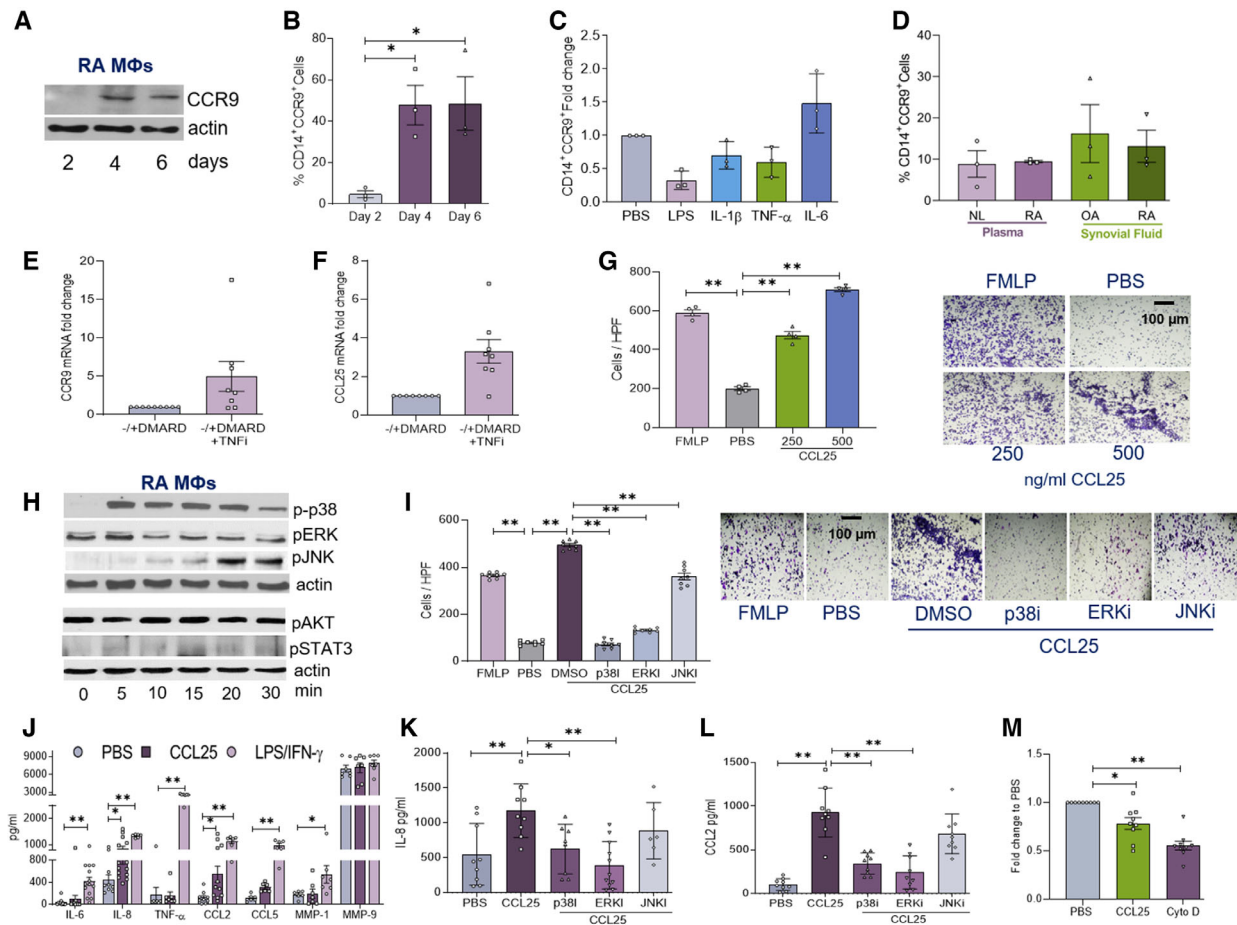 A
RA MΦs
CCR9
actin
2 4 6 days
B
% CD14+CCR9+Cells
80
60
40
20
0
* *
Day 2 Day 4 Day 6
C
CD14+CCR9+Fold change
2.5
2.0
1.5
1.0
0.5
0.0
PBS LPS IL-1β TNF-α IL-6
D
% CD14+CCR9+Cells
40
30
20
10
0
NL RA OA RA
Plasma Synovial Fluid
E
CCR9 mRNA fold change
20
15
10
5
0
-/+DMARD -/+DMARD
+TNFi
F
CCL25 mRNA fold change
8
6
4
2
0
-/+DMARD -/+DMARD
+TNFi
G
Cells / HPF
800
600
400
200
0
** ** **
FMLP PBS 250 500
CCL25
FMLP PBS
100 µm
250 500
ng/ml CCL25
H
RA MΦs
p-p38
pERK
pJNK
actin
pAKT
pSTAT3
actin
0 5 10 15 20 30 min
I
Cells / HPF
600
400
200
0
** ** ** ** **
FMLP PBS DMSO p38I ERKI JNKI
CCL25
100 µm
FMLP PBS DMSO p38i ERKi JNKi
CCL25
J
PBS CCL25 LPS/IFN-γ
pg/ml
9000
6000
3000
2000
1000
800
400
0
** * ** ** * ** ** *
IL-6 IL-8 TNF-α CCL2 CCL5 MMP-1 MMP-9
K
IL-8 pg/ml
2000
1500
1000
500
0
** * **
PBS CCL25 p38I ERKI JNKI
CCL25
L
CCL2 pg/ml
1500
1000
500
0
** ** **
PBS CCL25 p38i ERKi JNKi
CCL25
M
Fold change to PBS
1.5
1.0
0.5
0.0
* **
PBS CCL25 Cyto D